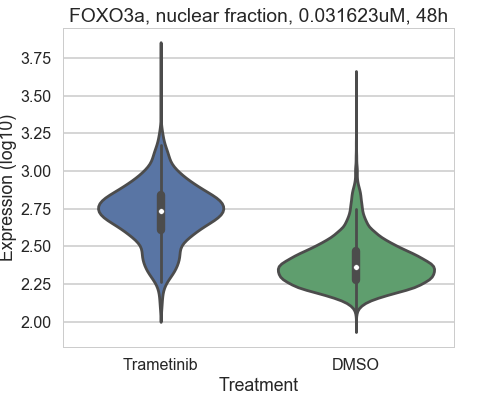 FOXO3a, nuclear fraction, 0.031623uM, 48h
Expression (log10)
3.75
3.50
3.25
3.00
2.75
2.50
2.25
2.00
Trametinib DMSO
Treatment